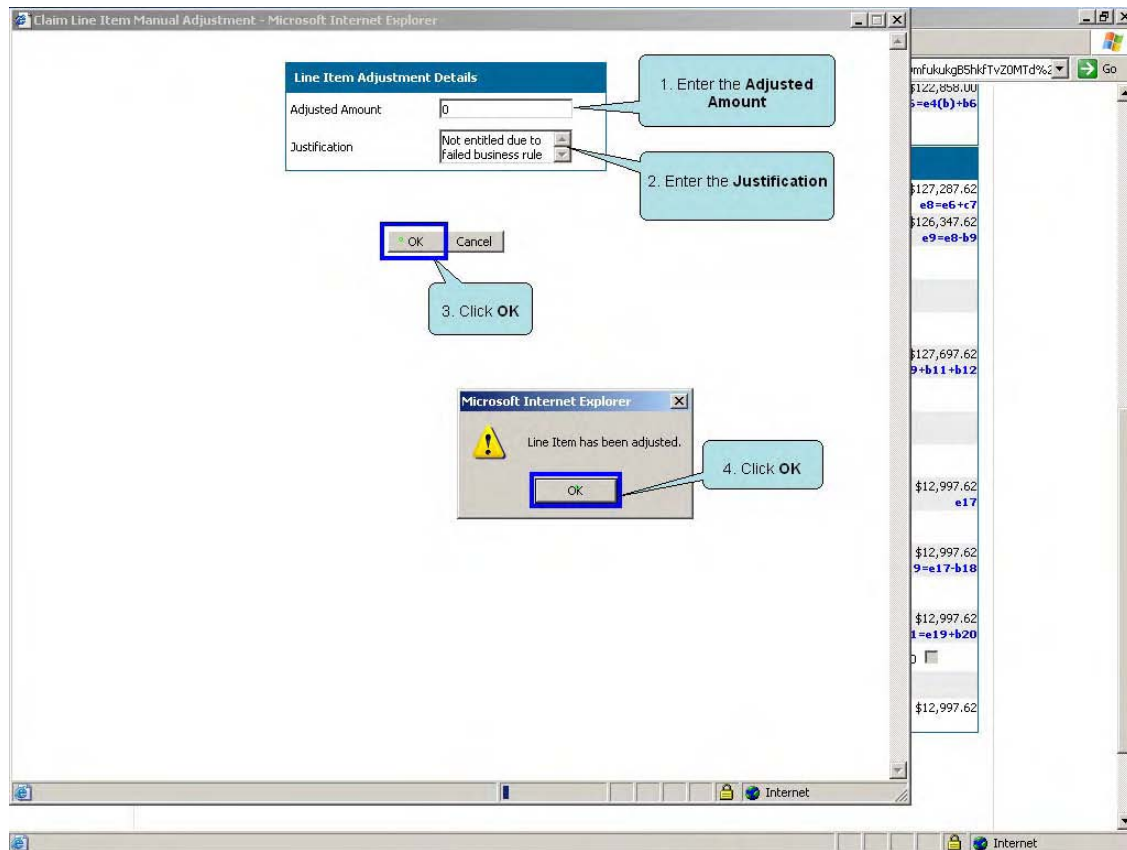 Claim Line Item Manual Adjustment - Microsoft Internet Explorer
Line Item Adjustment Details
Adjusted Amount
0
Justification
Not entitled due to
failed business rule
1. Enter the Adjusted
Amount
2. Enter the Justification
OK
Cancel
3. Click OK
Microsoft Internet Explorer
Line Item has been adjusted.
OK
4. Click OK
Internet
Go
$122,858.00
=e4(b)+b6
$127,287.62
e8=e6+c7
$126,347.62
e9=e8-b9
$127,697.62
9+b11+b12
$12,997.62
e17
$12,997.62
9=e17-b18
$12,997.62
1=e19+b20
$12,997.62
Internet